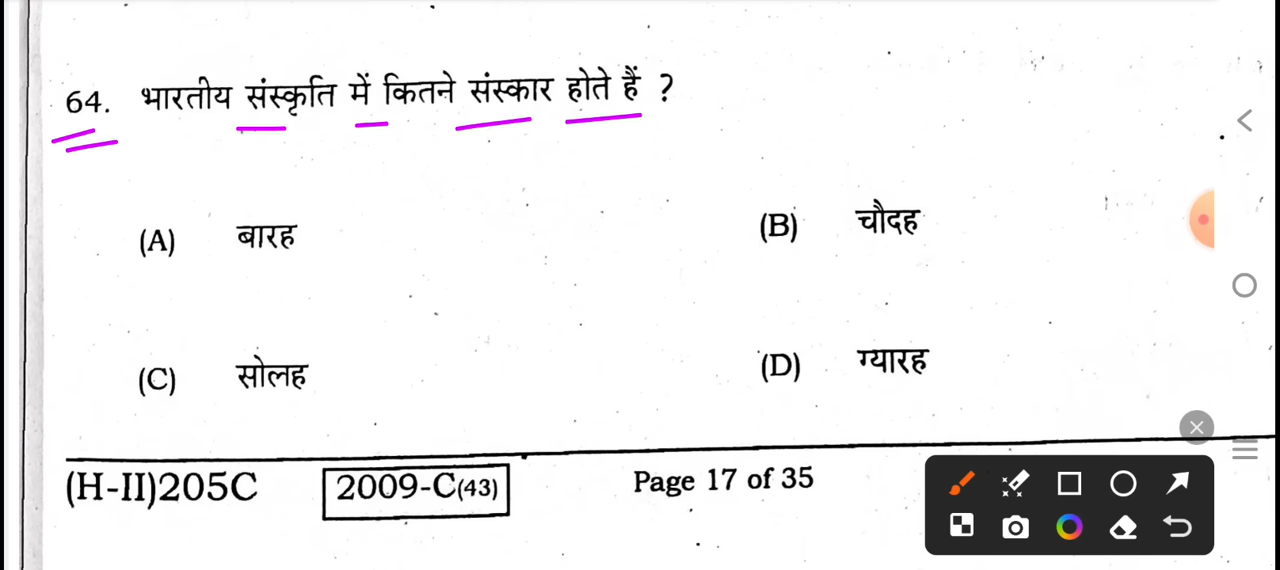 64. भारतीय संस्कृति में कितने संस्कार होते हैं ?
(A) बारह
(B) चौदह
(C) सोलह
(D) ग्यारह
(H-II)205C 2009-C(43) Page 17 of 35